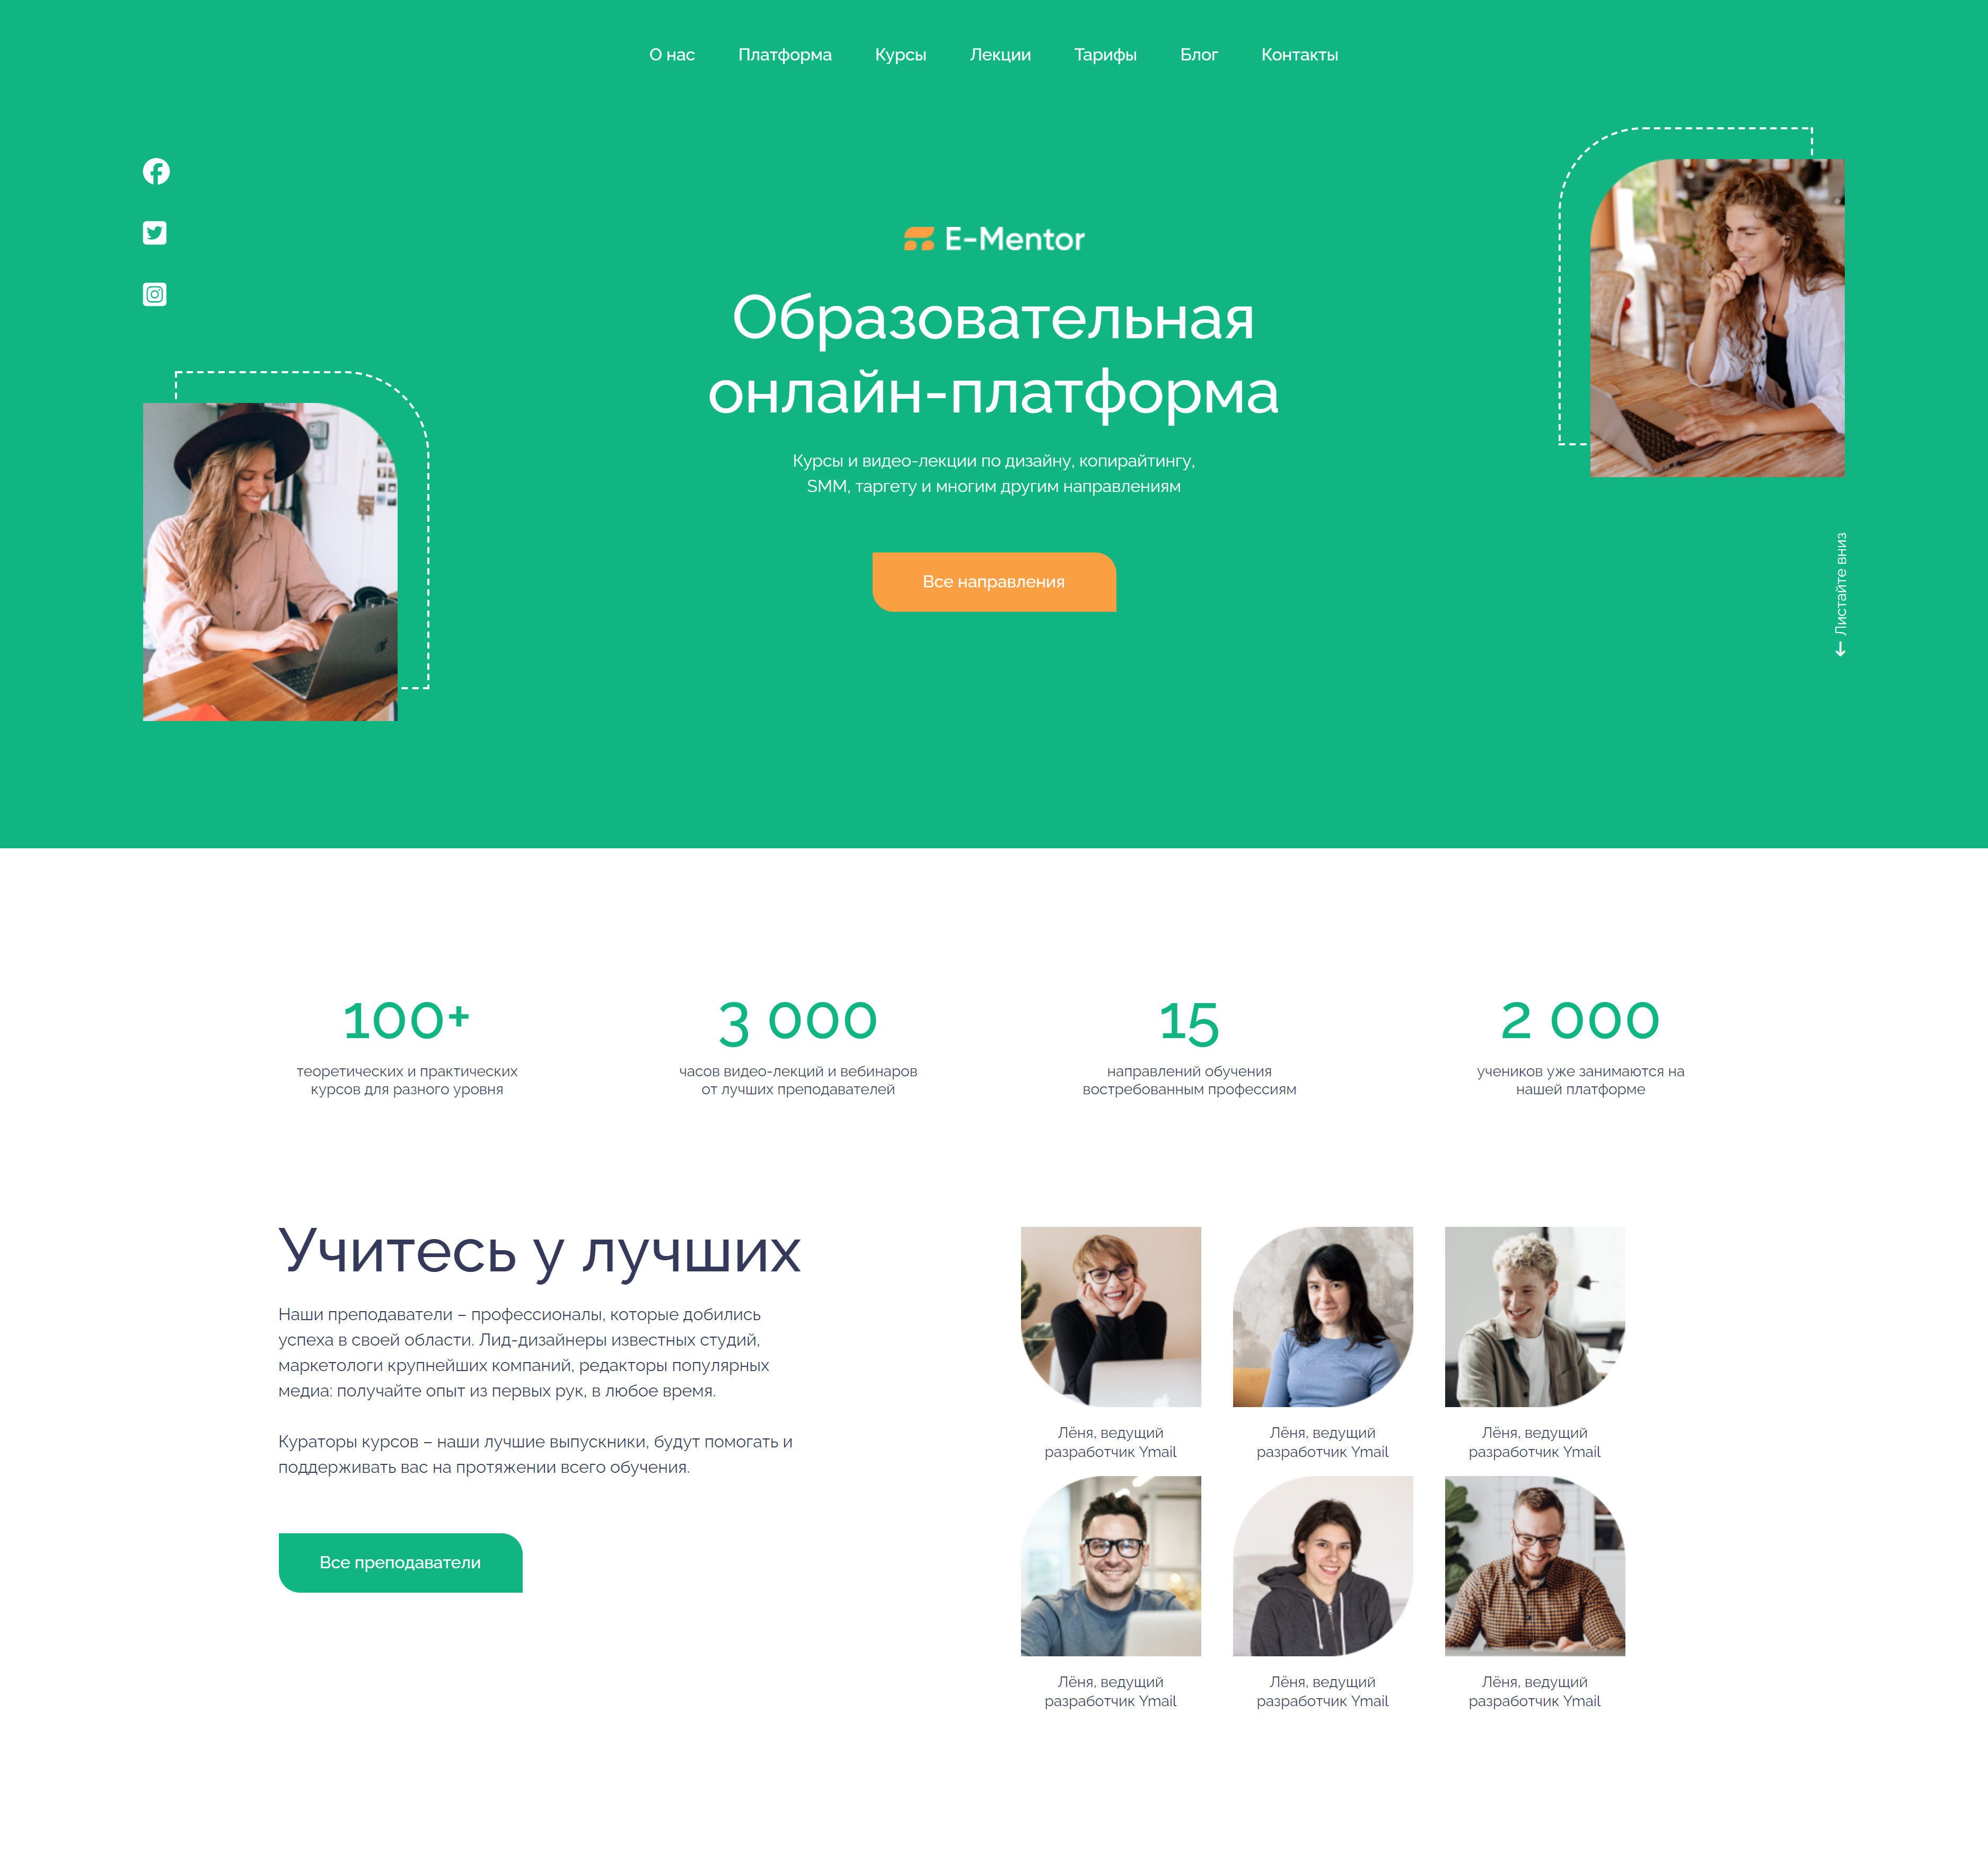 О нас Платформа Курсы Лекции Тарифы Блог Контакты
E-Mentor
Образовательная
онлайн-платформа
Курсы и видео-лекции по дизайну, копирайтингу,
SMM, таргету и многим другим направлениям
Все направления
Листайте вниз
100+
теоретических и практических
курсов для разного уровня
3 000
часов видео-лекций и вебинаров
от лучших преподавателей
15
направлений обучения
востребованным профессиям
2 000
учеников уже занимаются на
нашей платформе
Учитесь у лучших
Наши преподаватели – профессионалы, которые добились
успеха в своей области. Лид-дизайнеры известных студий,
маркетологи крупнейших компаний, редакторы популярных
медиа: получайте опыт из первых рук, в любое время.
Кураторы курсов – наши лучшие выпускники, будут помогать и
поддерживать вас на протяжении всего обучения.
Все преподаватели
Лёня, ведущий
разработчик Ymail
Лёня, ведущий
разработчик Ymail
Лёня, ведущий
разработчик Ymail
Лёня, ведущий
разработчик Ymail
Лёня, ведущий
разработчик Ymail
Лёня, ведущий
разработчик Ymail